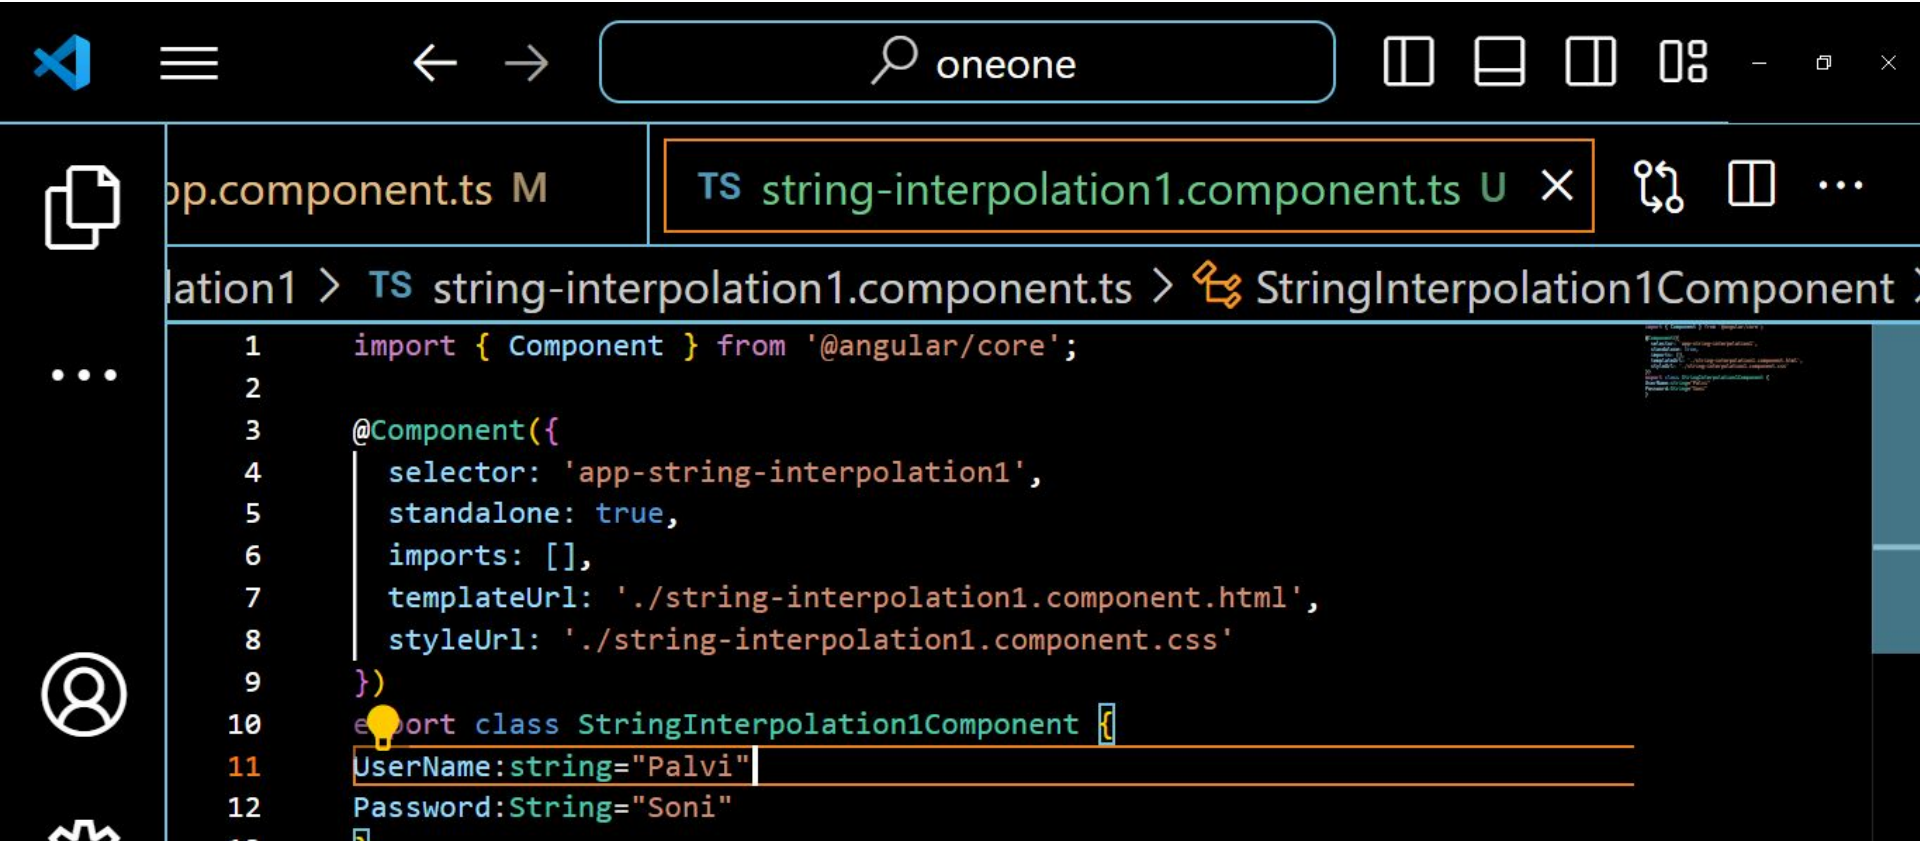 oneone
pp.component.ts M
TS string-interpolation1.component.ts U
lation1 > TS string-interpolation1.component.ts > StringInterpolation1Component
1 import { Component } from '@angular/core';
2
3 @Component({
4 selector: 'app-string-interpolation1',
5 standalone: true,
6 imports: [],
7 templateUrl: './string-interpolation1.component.html',
8 styleUrl: './string-interpolation1.component.css'
9 })
10 export class StringInterpolation1Component {
11 UserName:string="Palvi"
12 Password:String="Soni"